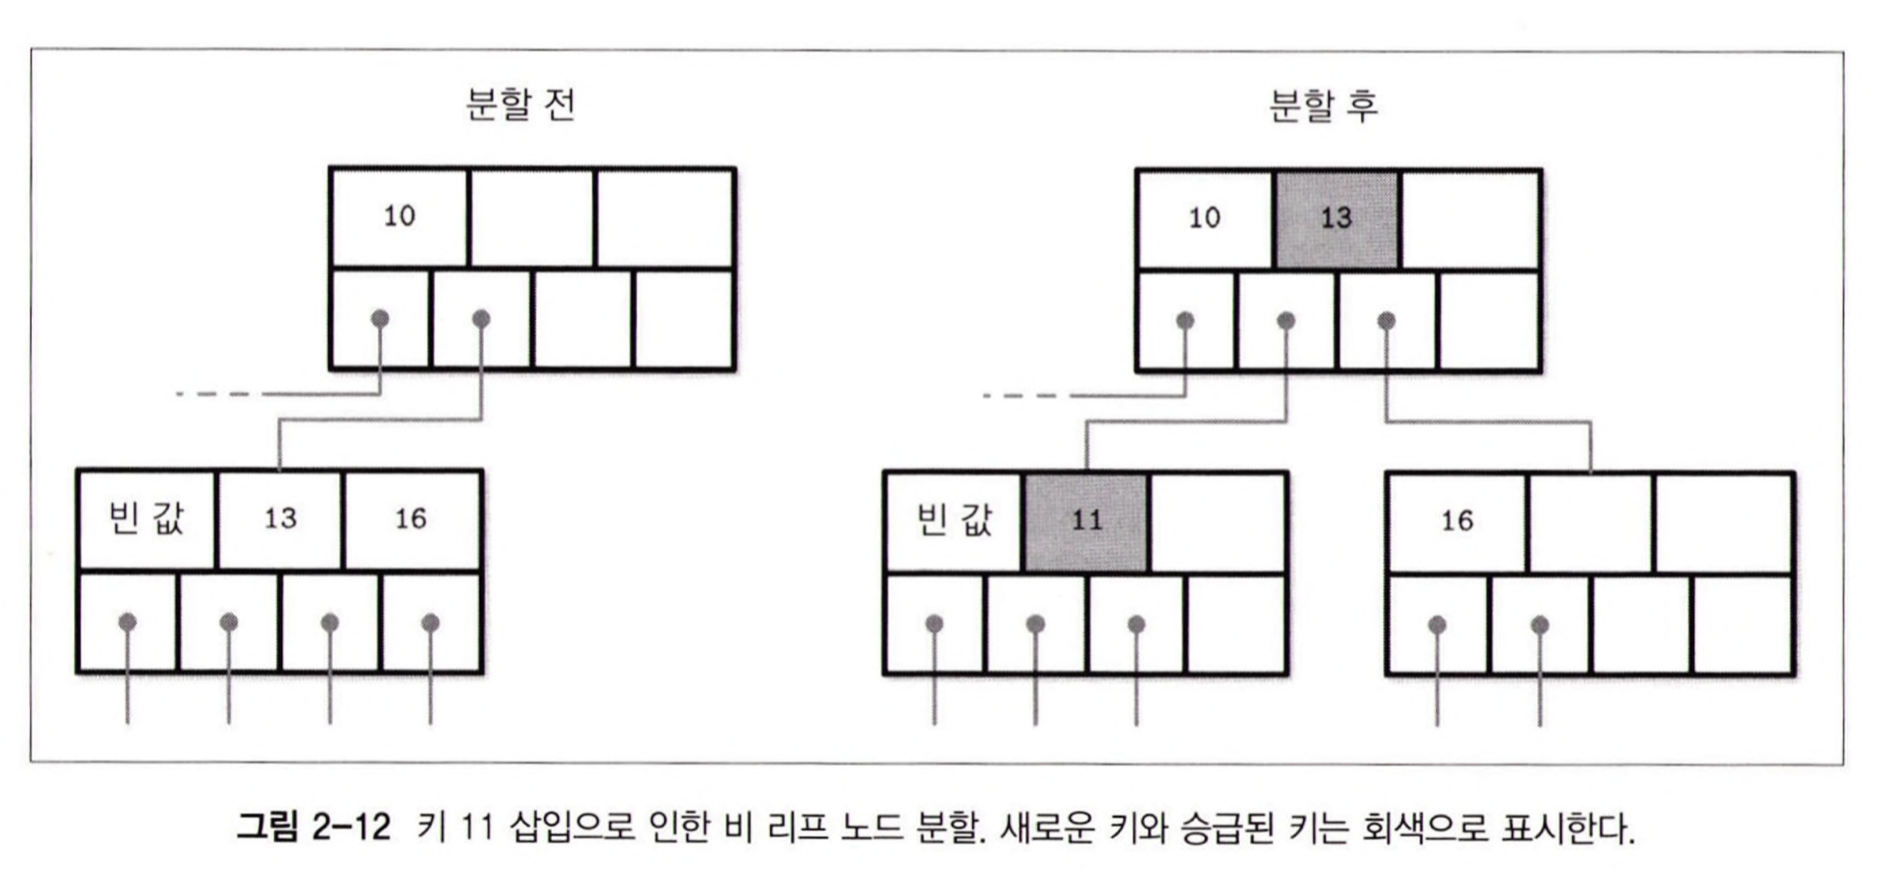 분할 전
분할 후
10
10 13
빈 값 13 16
빈 값 11
16
그림 2-12 키 11 삽입으로 인한 비 리프 노드 분할. 새로운 키와 승급된 키는 회색으로 표시한다.